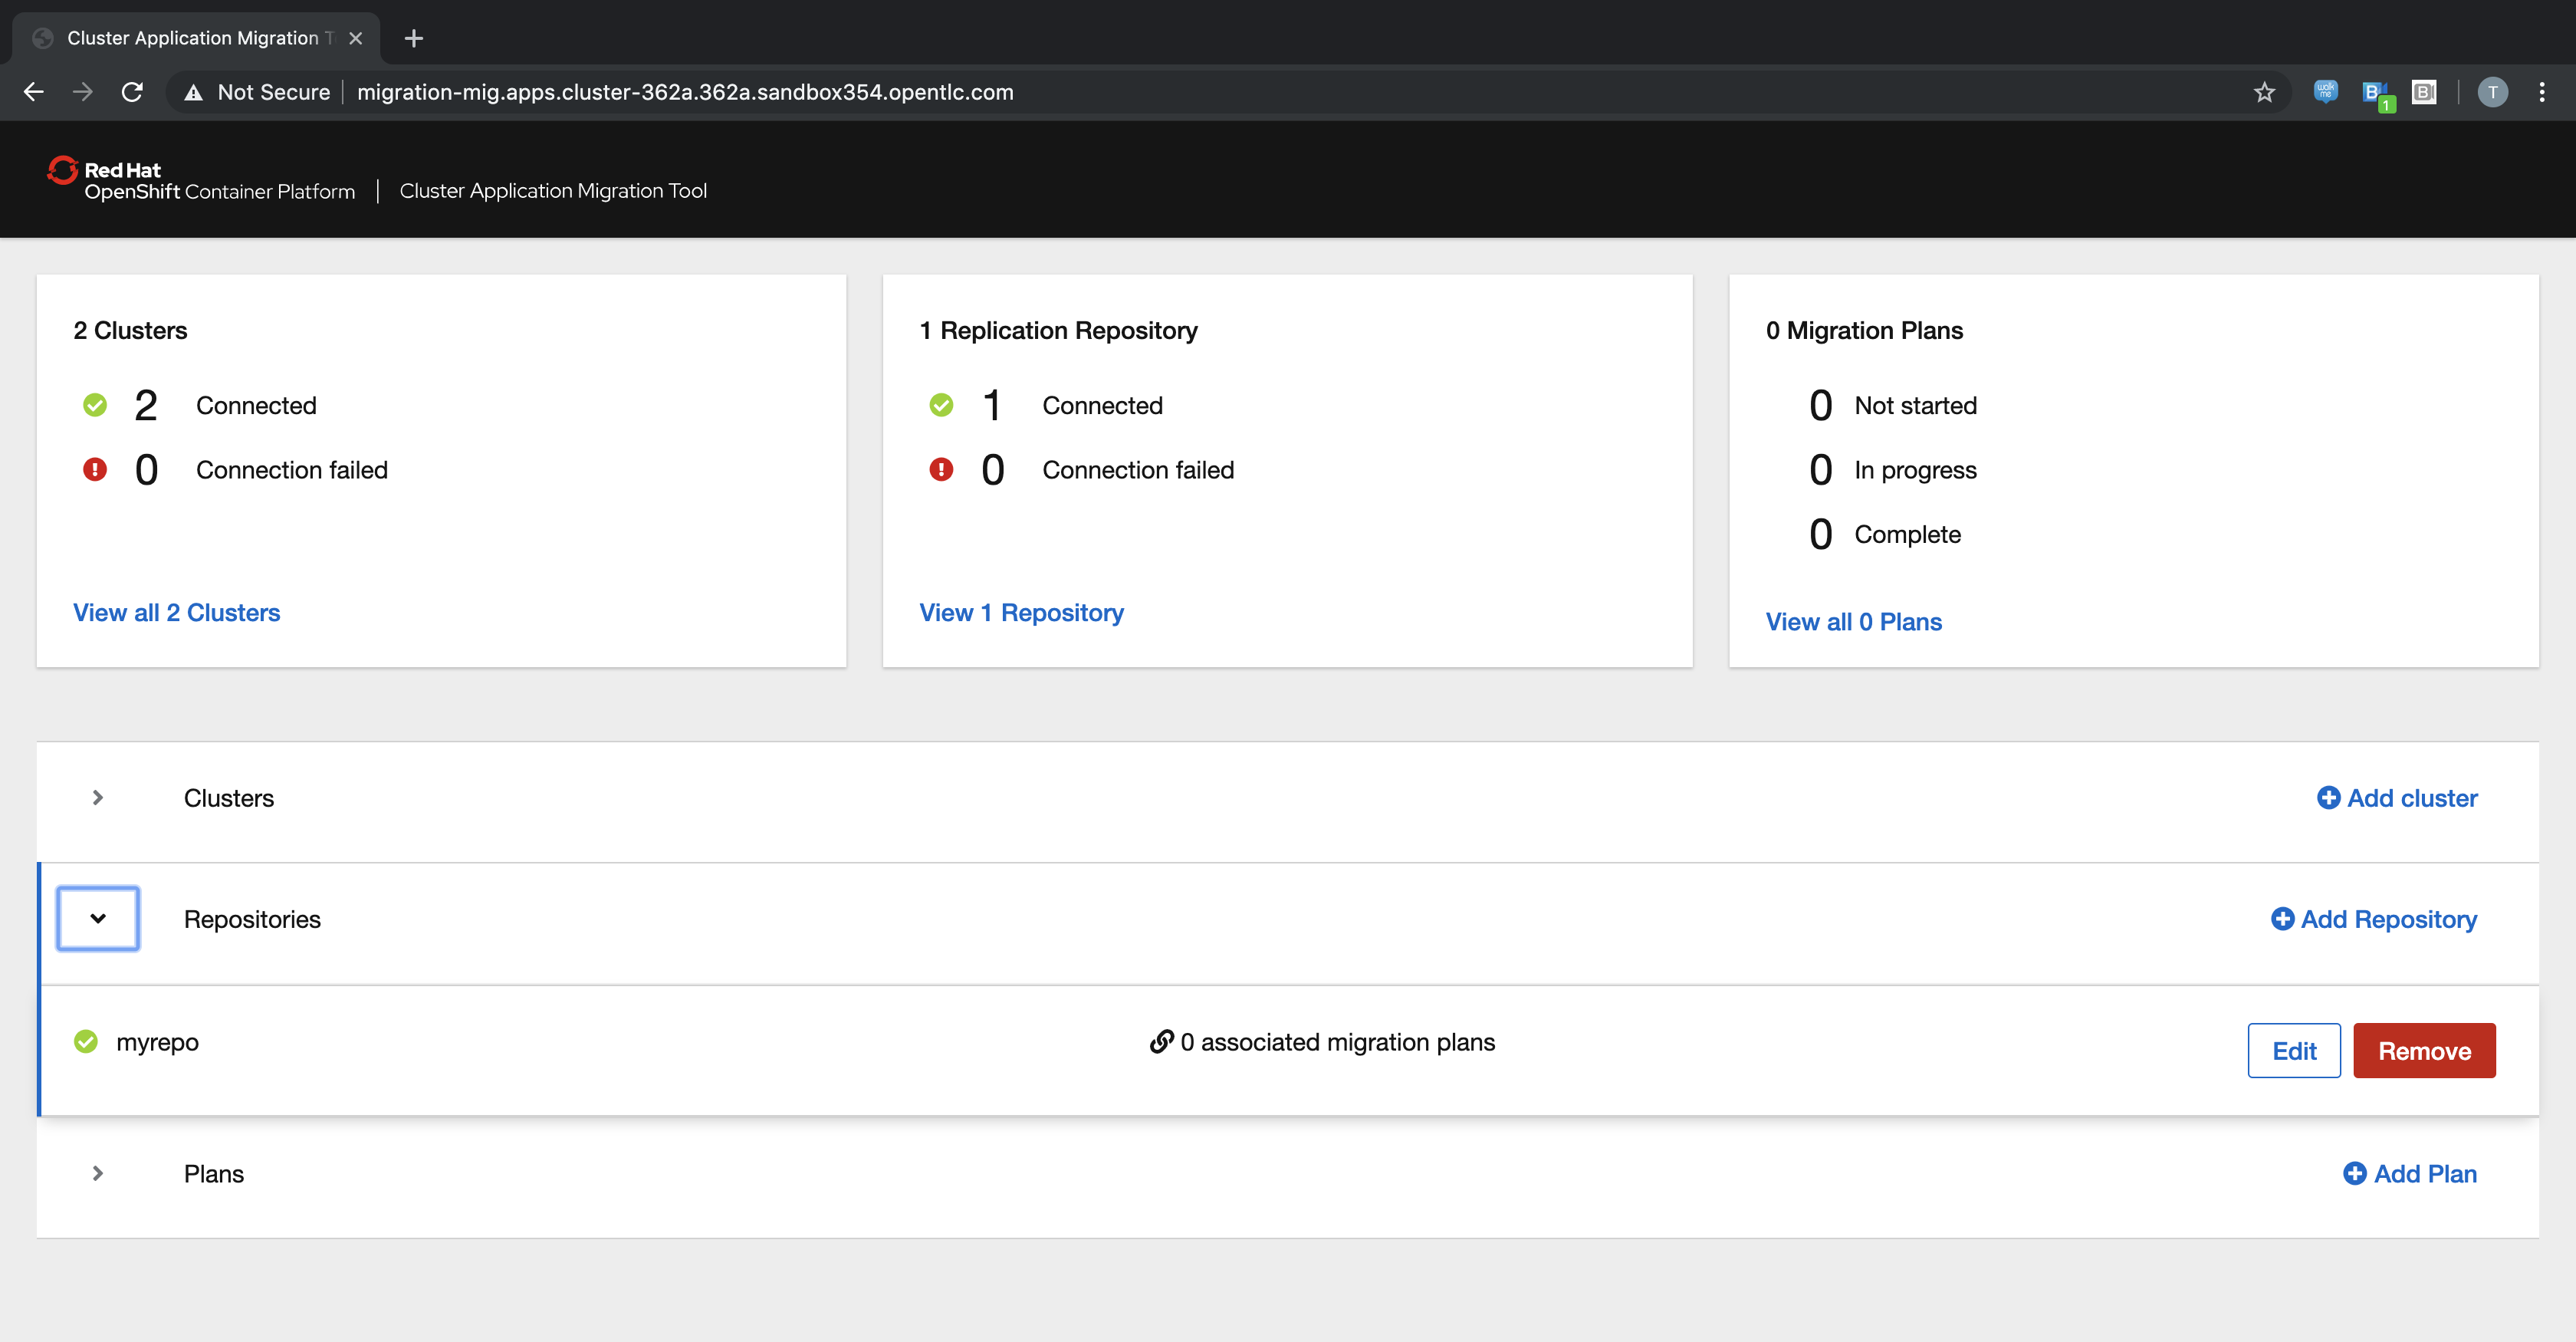 Cluster Application Migration T
Not Secure migration-mig.apps.cluster-362a.362a.sandbox354.opentlc.com
walk me
B 1
B
T
Red Hat
OpenShift Container Platform | Cluster Application Migration Tool
2 Clusters
2 Connected
0 Connection failed
View all 2 Clusters
1 Replication Repository
1 Connected
0 Connection failed
View 1 Repository
0 Migration Plans
0 Not started
0 In progress
0 Complete
View all 0 Plans
Clusters Add cluster
Repositories Add Repository
myrepo 0 associated migration plans Edit Remove
Plans Add Plan